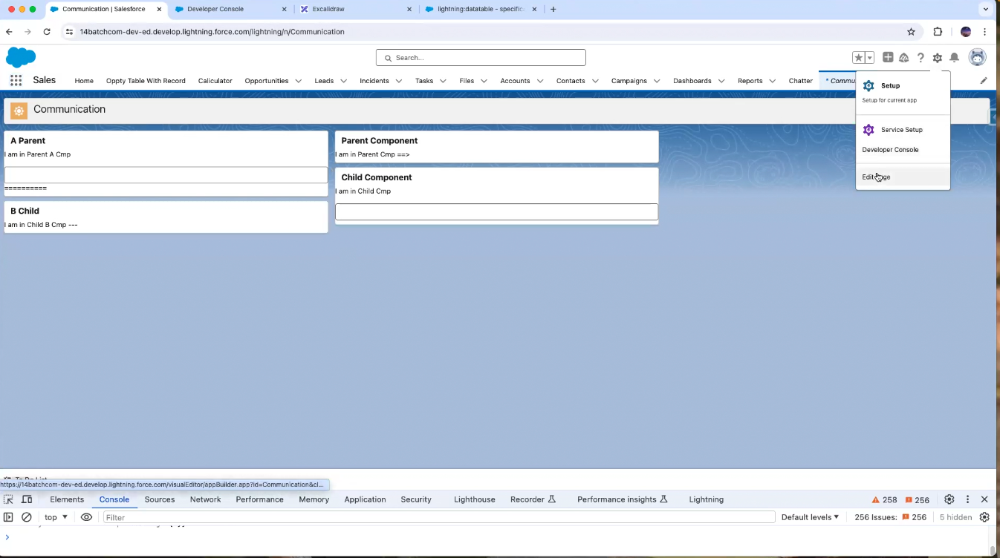 Communication | Salesforce
Developer Console
Excalidraw
lightning:datatable - specific
14batchcom-dev-ed.develop.lightning.force.com/lightning/n/Communication
Search...
Sales Home Oppty Table With Record Calculator Opportunities Leads Incidents Tasks Files Accounts Contacts Campaigns Dashboards Reports Chatter * Commu
Setup
Setup for current app
Service Setup
Developer Console
Edit Page
Communication
A Parent
I am in Parent A Cmp
==========
B Child
I am in Child B Cmp ---
Parent Component
I am in Parent Cmp ==>
Child Component
I am in Child Cmp
To Do List
https://14batchcom-dev-ed.develop.lightning.force.com/visualEditor/appBuilder.app?id=Communication&cl...
Elements Console Sources Network Performance Memory Application Security Lighthouse Recorder Performance insights Lightning 258 256
top Filter Default levels 256 Issues: 256 5 hidden